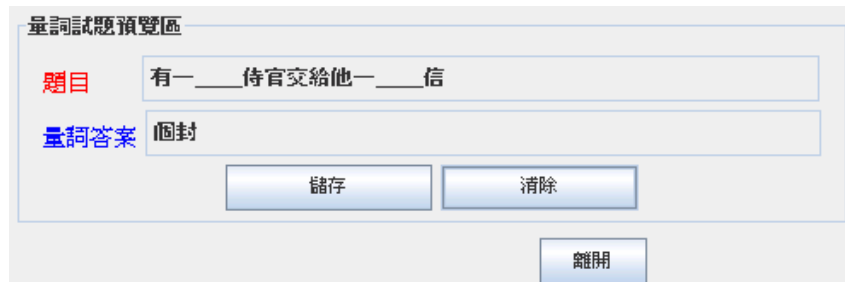 量詞試題預覽區
題目 有一____侍官交給他一____信
量詞答案 個封
儲存 清除
離開